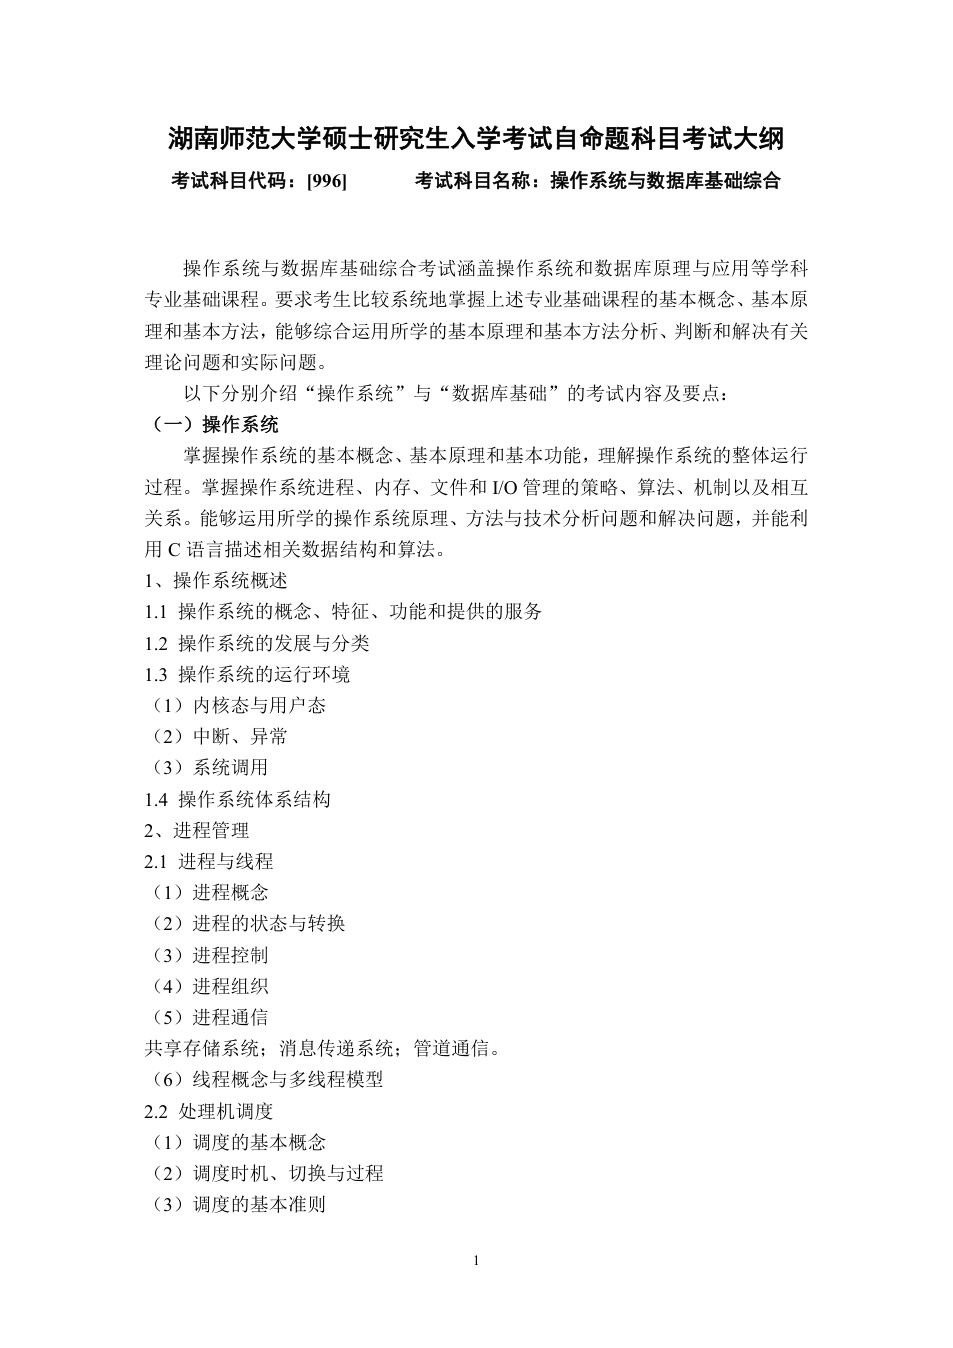 湖南师范大学硕士研究生入学考试自命题科目考试大纲
考试科目代码：[996] 考试科目名称：操作系统与数据库基础综合
操作系统与数据库基础综合考试涵盖操作系统和数据库原理与应用等学科
专业基础课程。要求考生比较系统地掌握上述专业基础课程的基本概念、基本原
理和基本方法，能够综合运用所学的基本原理和基本方法分析、判断和解决有关
理论问题和实际问题。
以下分别介绍“操作系统”与“数据库基础”的考试内容及要点：
（一）操作系统
掌握操作系统的基本概念、基本原理和基本功能，理解操作系统的整体运行
过程。掌握操作系统进程、内存、文件和 I/O 管理的策略、算法、机制以及相互
关系。能够运用所学的操作系统原理、方法与技术分析问题和解决问题，并能利
用 C 语言描述相关数据结构和算法。
1、操作系统概述
1.1 操作系统的概念、特征、功能和提供的服务
1.2 操作系统的发展与分类
1.3 操作系统的运行环境
（1）内核态与用户态
（2）中断、异常
（3）系统调用
1.4 操作系统体系结构
2、进程管理
2.1 进程与线程
（1）进程概念
（2）进程的状态与转换
（3）进程控制
（4）进程组织
（5）进程通信
共享存储系统；消息传递系统；管道通信。
（6）线程概念与多线程模型
2.2 处理机调度
（1）调度的基本概念
（2）调度时机、切换与过程
（3）调度的基本准则
1